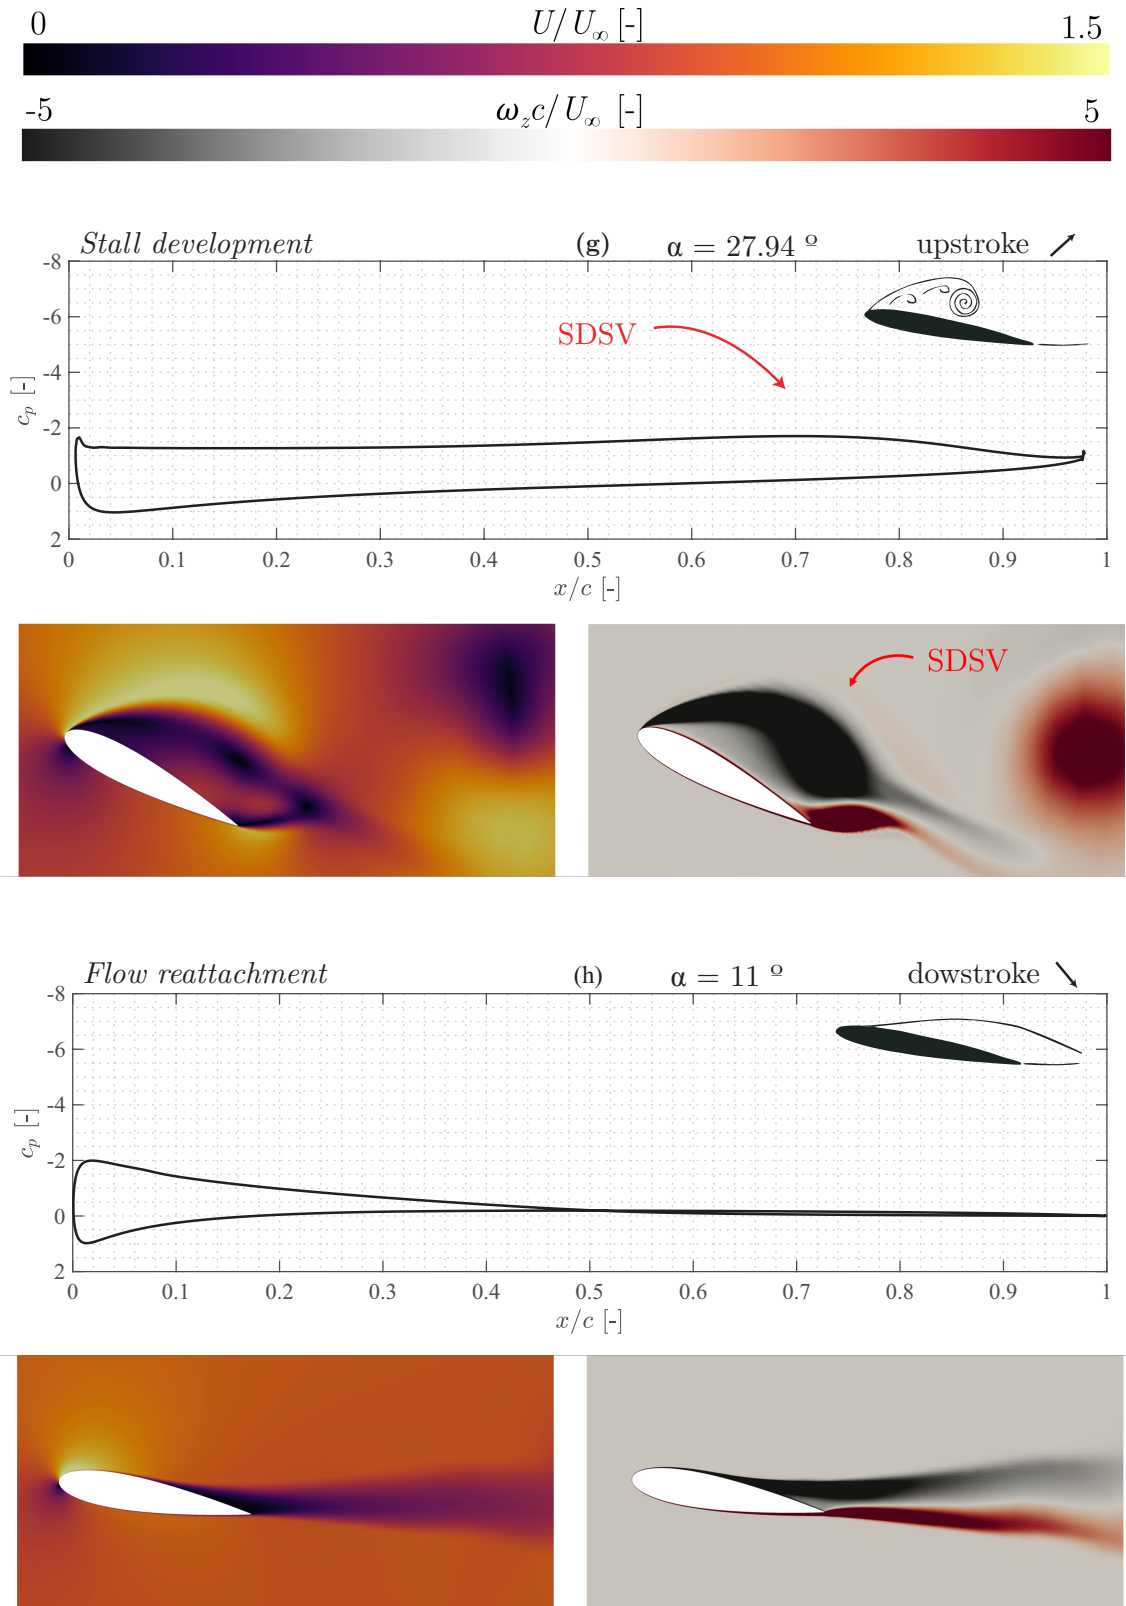 0 U/U∞ [-] 1.5
-5 ω_z c/U∞ [-] 5
Stall development (g) α = 27.94 º upstroke
-8
-6
SDSV
-4
c_p [-]
-2
0
2
0 0.1 0.2 0.3 0.4 0.5 0.6 0.7 0.8 0.9 1
x/c [-]
SDSV
Flow reattachment (h) α = 11 º dowstroke
-8
-6
-4
c_p [-]
-2
0
2
0 0.1 0.2 0.3 0.4 0.5 0.6 0.7 0.8 0.9 1
x/c [-]